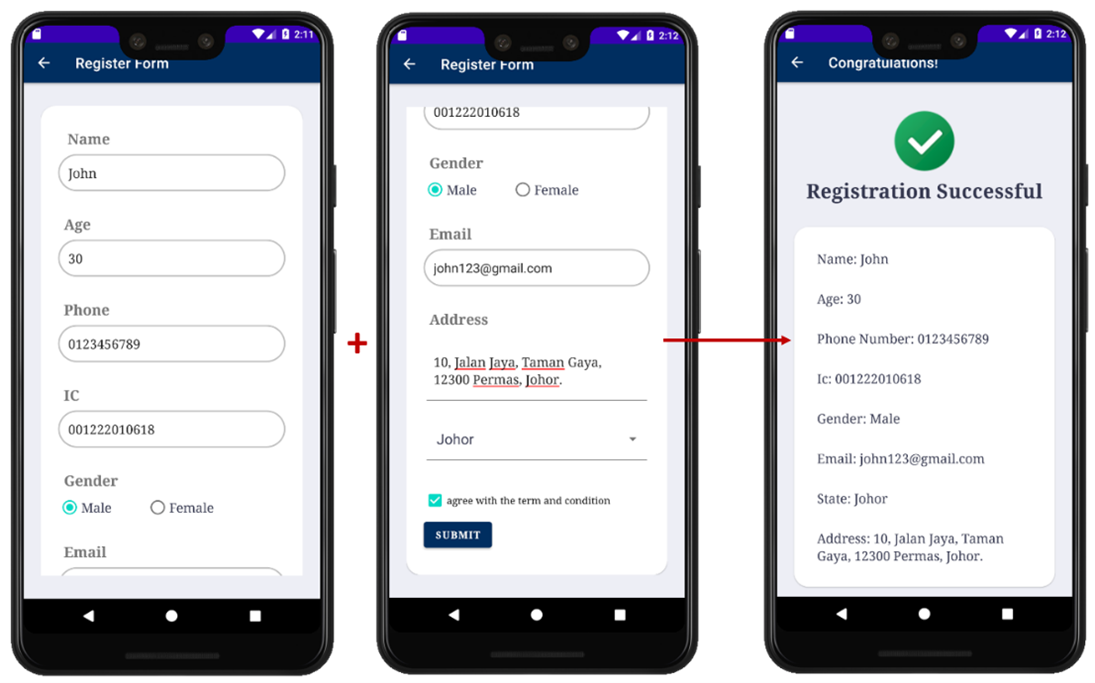 2:11
Register Form
Name
John
Age
30
Phone
0123456789
IC
001222010618
Gender
Male Female
Email
+
2:12
Register Form
001222010618
Gender
Male Female
Email
john123@gmail.com
Address
10, Jalan Jaya, Taman Gaya,
12300 Permas, Johor.
Johor
agree with the term and condition
SUBMIT
2:12
Congratulations!
Registration Successful
Name: John
Age: 30
Phone Number: 0123456789
Ic: 001222010618
Gender: Male
Email: john123@gmail.com
State: Johor
Address: 10, Jalan Jaya, Taman
Gaya, 12300 Permas, Johor.